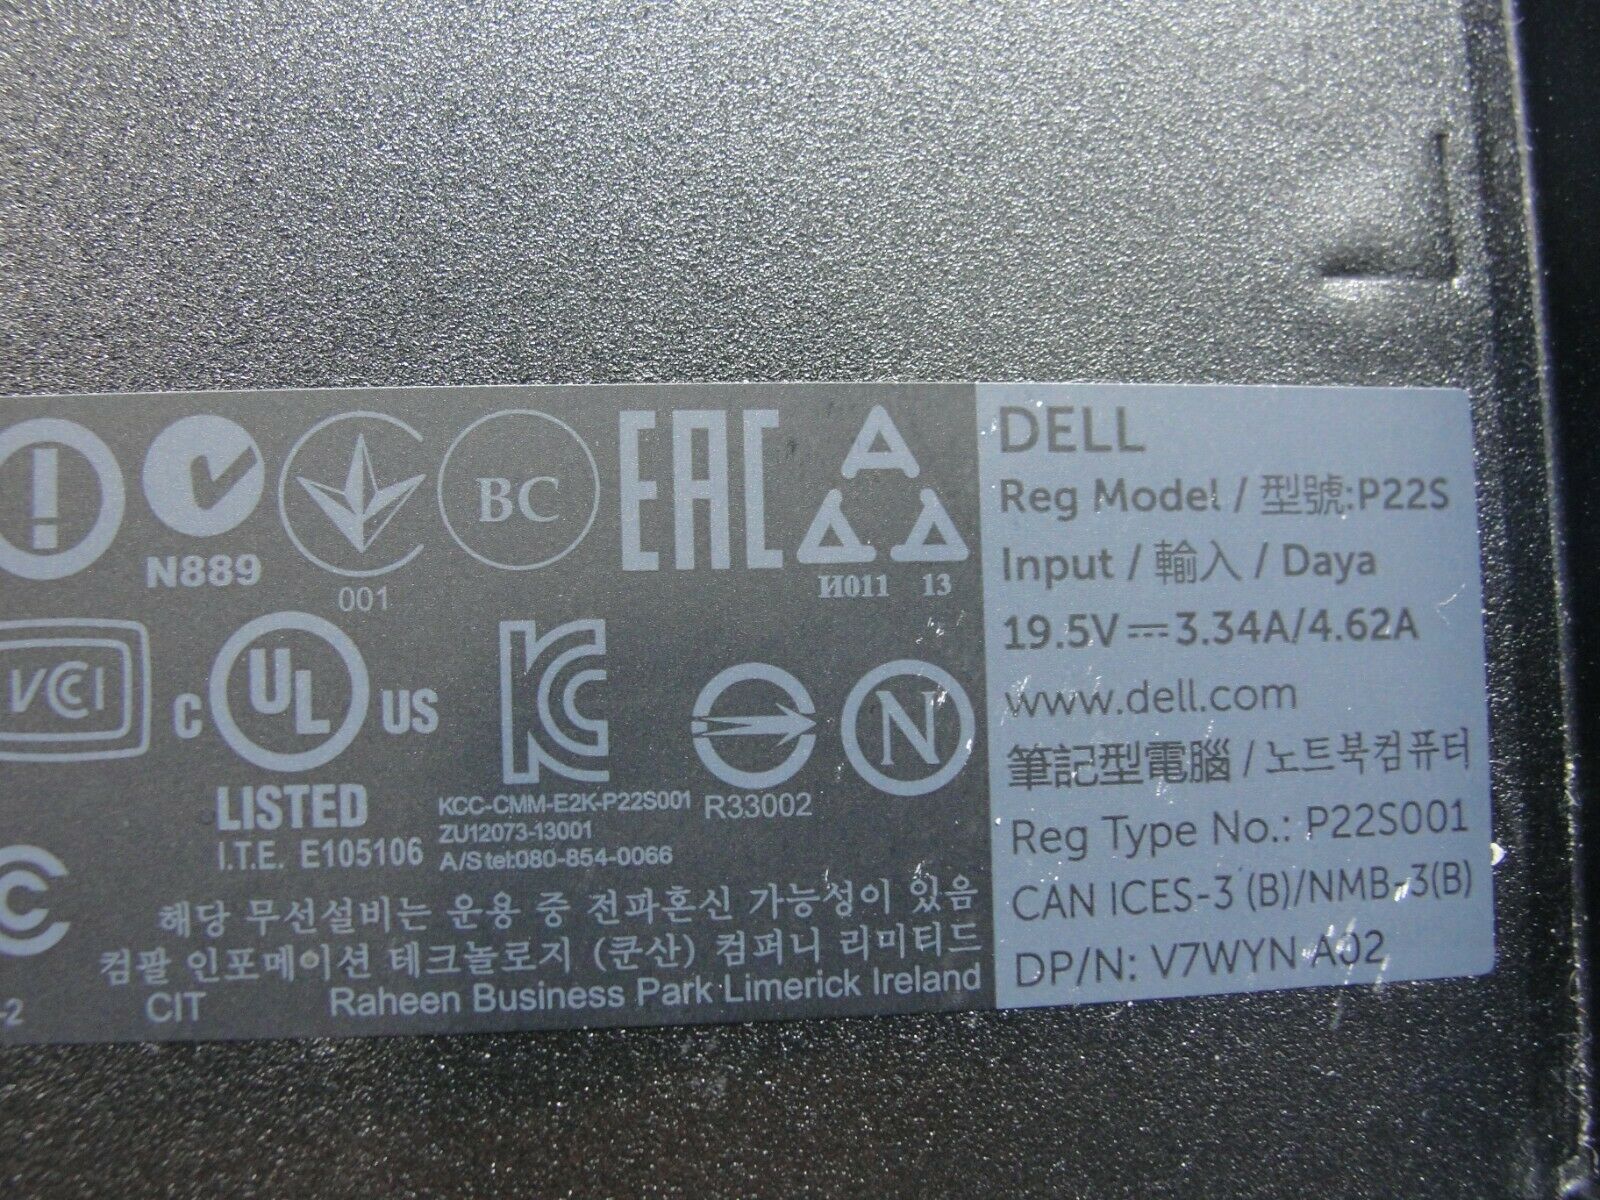 N889
001
BC
EAC
И011 13
VCCI
C UL US
LISTED
I.T.E. E105106
KCC-CMM-E2K-P22S001
ZU12073-13001
A/S tel:080-854-0066
R33002
N
해당 무선설비는 운용 중 전파혼신 가능성이 있음
컴팔 인포메이션 테크놀로지 (쿤산) 컴퍼니 리미티드
-2 CIT Raheen Business Park Limerick Ireland
DELL
Reg Model / 型號:P22S
Input / 輸入 / Daya
19.5V⎓3.34A/4.62A
www.dell.com
筆記型電腦 / 노트북컴퓨터
Reg Type No.: P22S001
CAN ICES-3 (B)/NMB-3(B)
DP/N: V7WYN A02